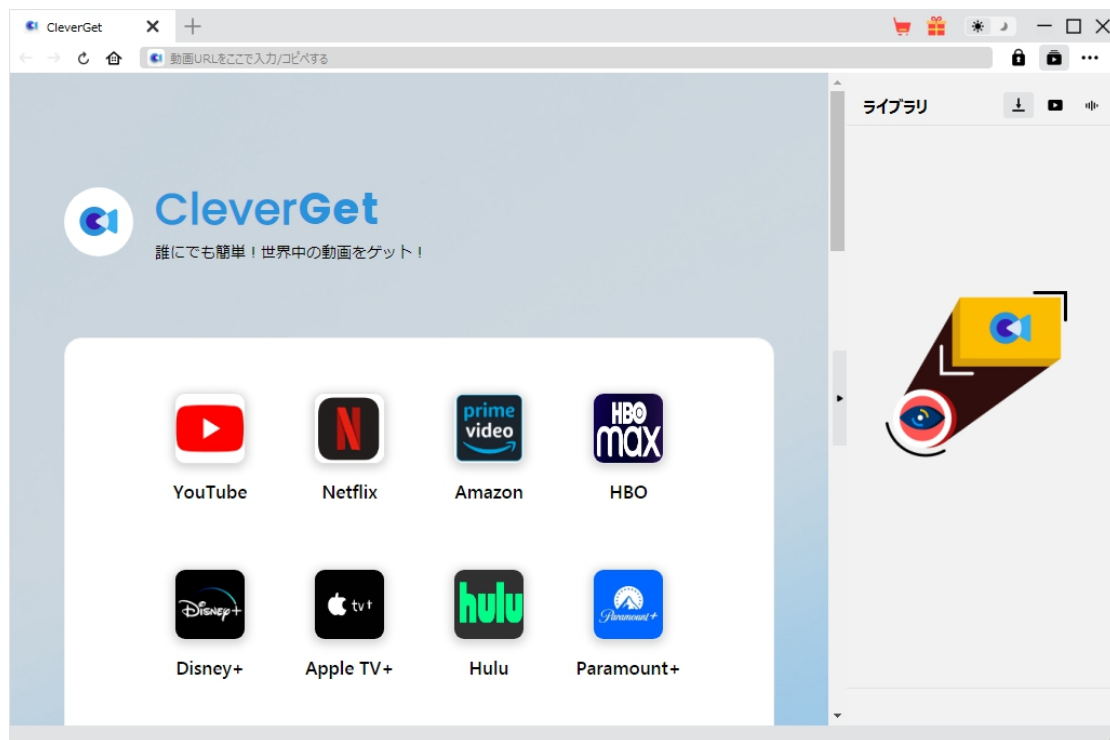 CleverGet
動画URLをここで入力/コピペする
ライブラリ
CleverGet
誰にでも簡単！世界中の動画をゲット！
prime
video
HBO
max
YouTube
Netflix
Amazon
HBO
Disney+
tv+
hulu
Paramount+
Disney+
Apple TV+
Hulu
Paramount+